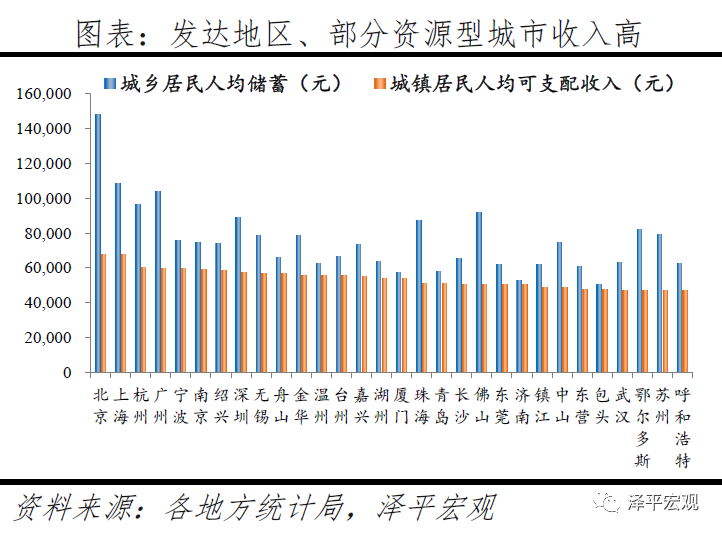 图表：发达地区、部分资源型城市收入高
城乡居民人均储蓄（元） 城镇居民人均可支配收入（元）
160,000
140,000
120,000
100,000
80,000
60,000
40,000
20,000
0
北京 上海 杭州 广州 宁波 南京 绍兴 深圳 无锡 舟山 金华 温州 台州 嘉兴 湖州 厦门 珠海 青岛 长沙 佛山 东莞 济南 镇江 中山 东营 包头 武汉 鄂尔多斯 苏州 呼和浩特
资料来源：各地方统计局，泽平宏观
泽平宏观